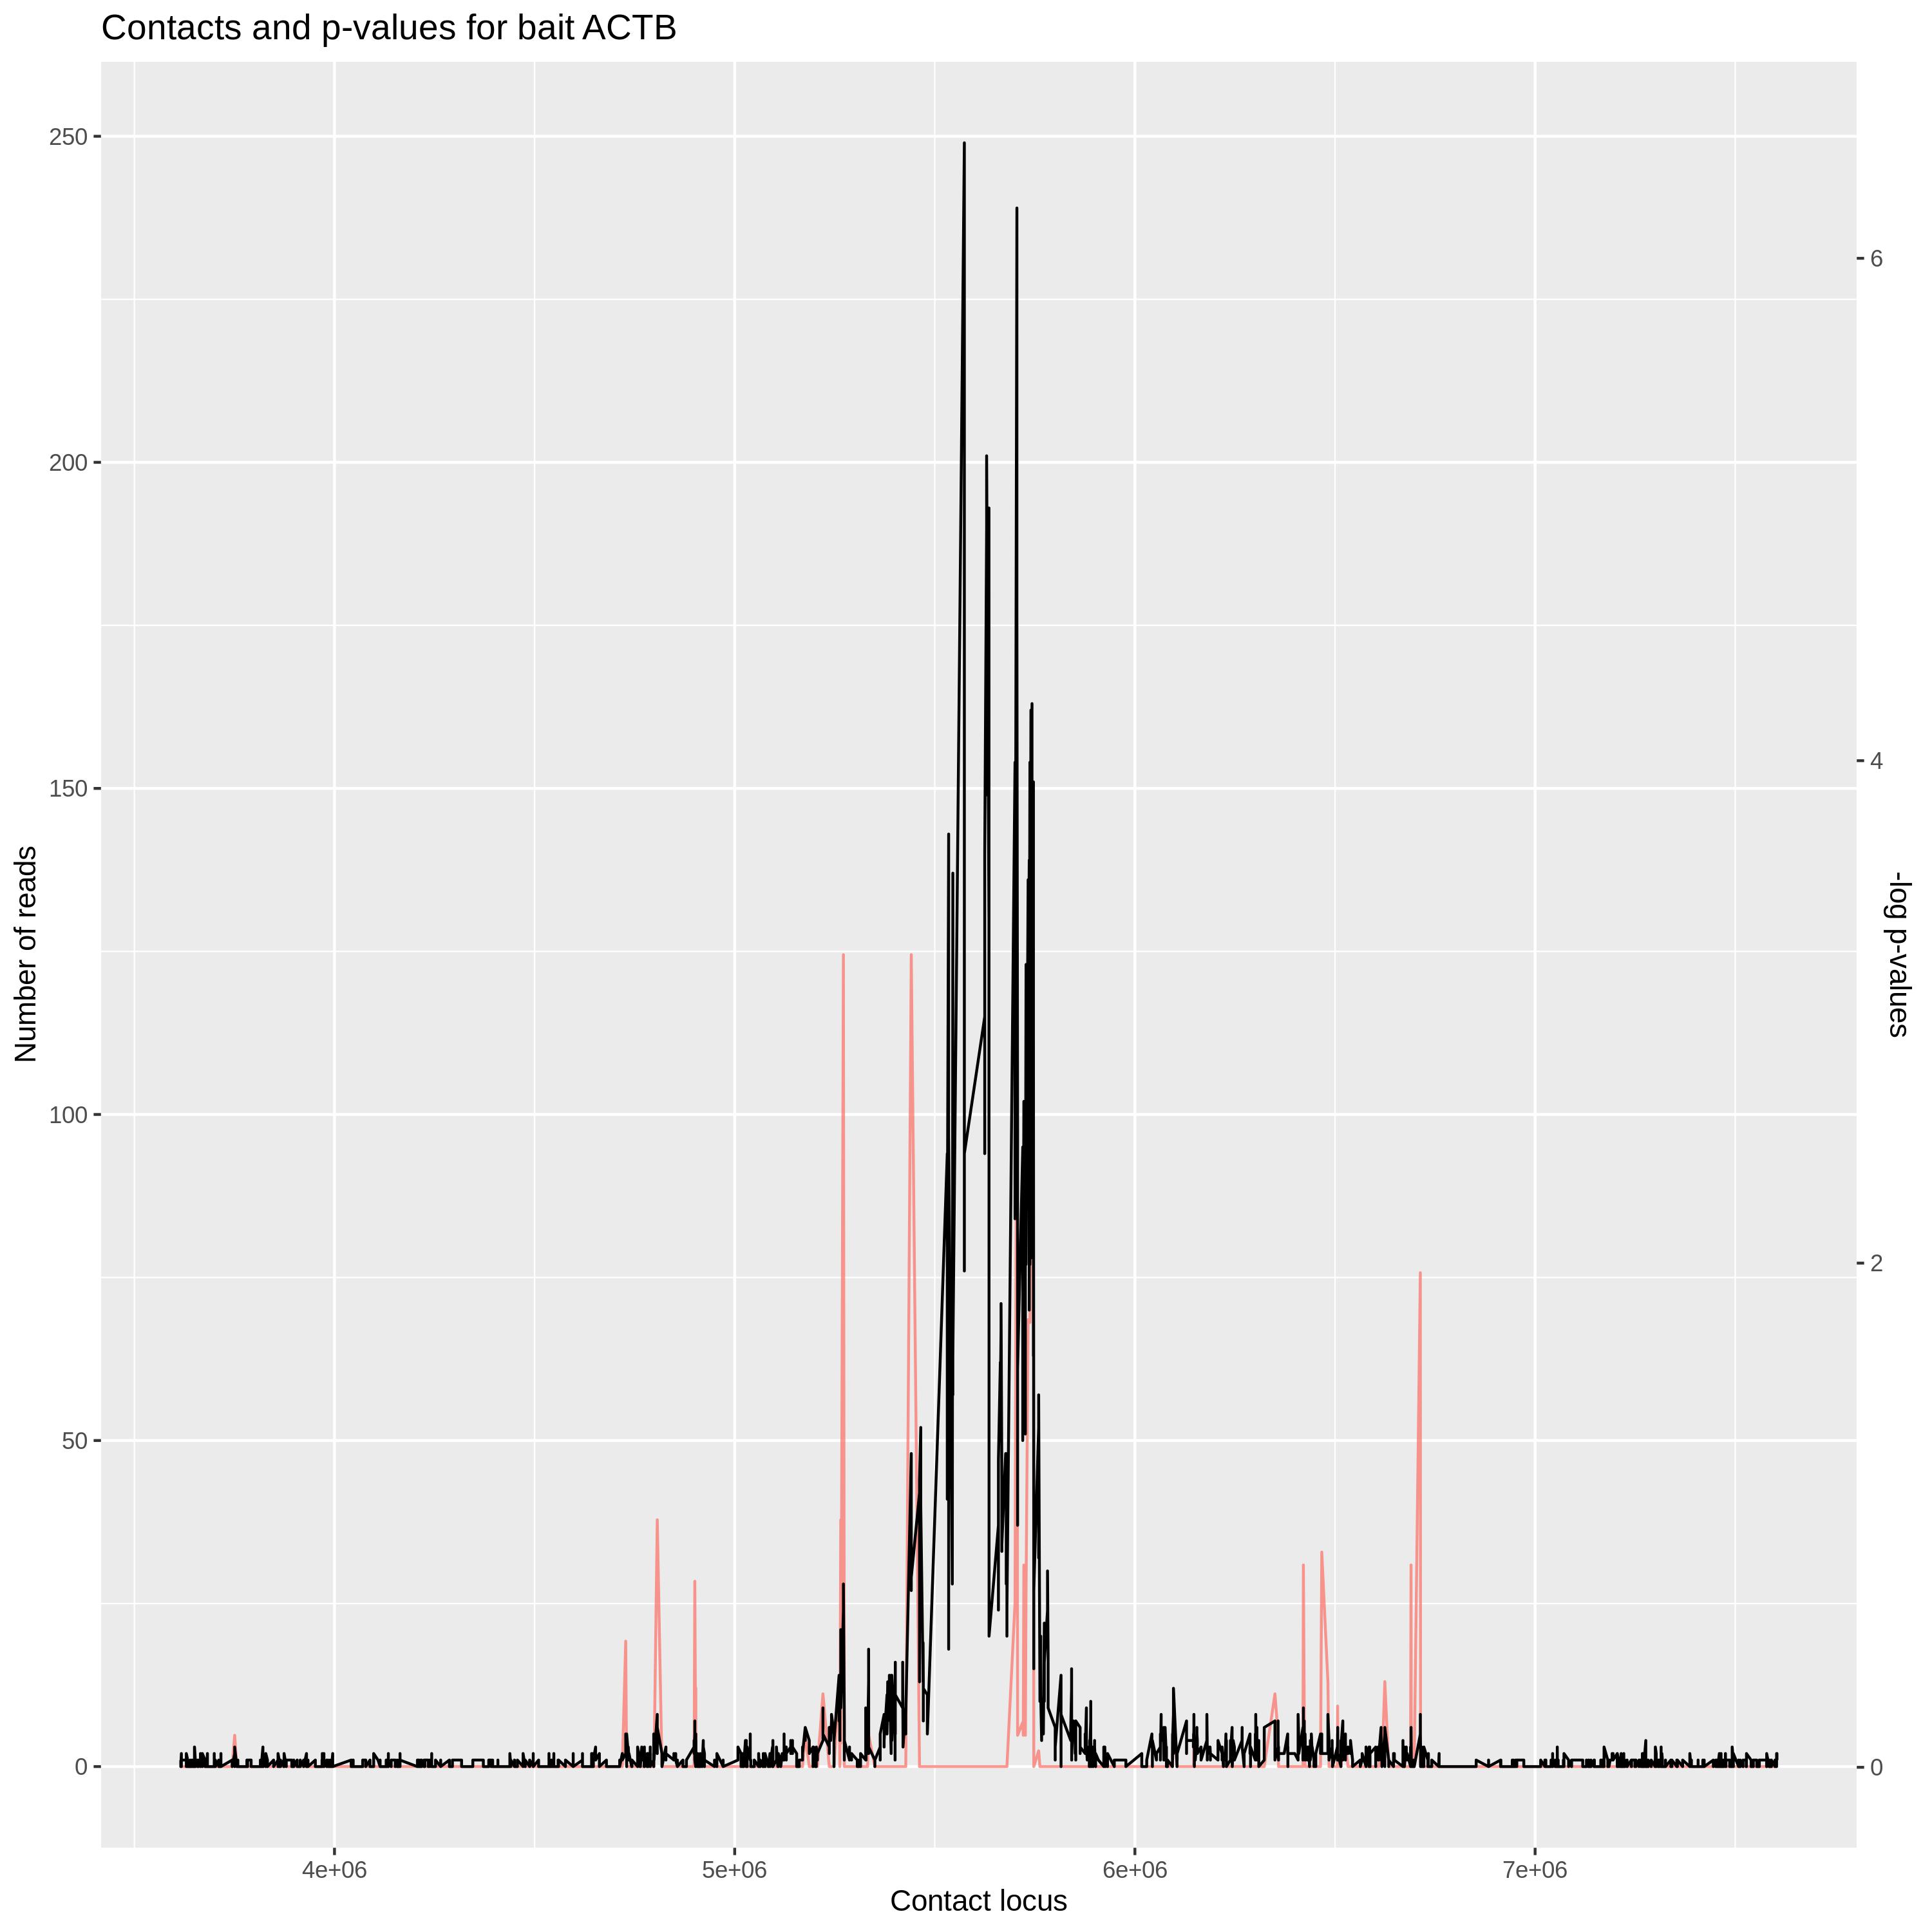 Contacts and p-values for bait ACTB
250
200
150
100
50
0
Number of reads
6
4
2
0
-log p-values
4e+06 5e+06 6e+06 7e+06
Contact locus